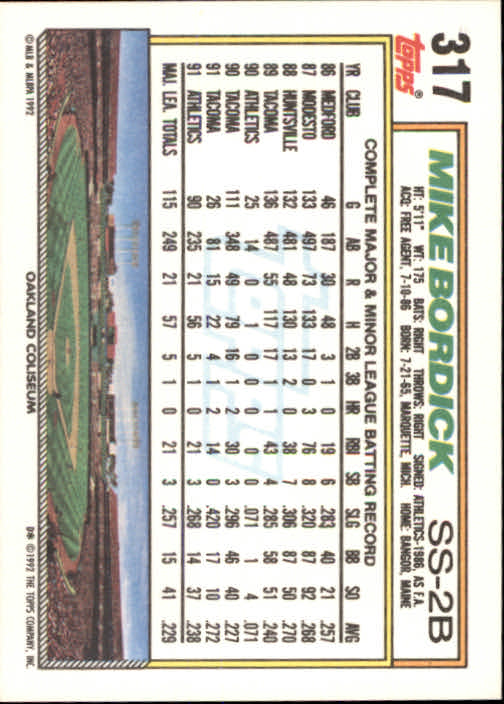 317
TOPPS®
MIKE BORDICK SS-2B
HT: 5'11" WT: 175 BATS: RIGHT THROWS: RIGHT SIGNED: ATHLETICS-1986, AS F.A.
ACQ: FREE AGENT, 7-10-86 BORN: 7-21-65, MARQUETTE, MICH. HOME: BANGOR, MAINE
COMPLETE MAJOR & MINOR LEAGUE BATTING RECORD
YR CLUB G AB R H 2B 3B HR RBI SB SLG BB SO AVG
86 MEDFORD 46 187 30 48 3 1 0 19 6 .283 40 21 .257
87 MODESTO 133 497 73 133 17 0 3 76 8 .320 87 92 .268
88 HUNTSVILLE 132 481 48 130 13 2 0 38 7 .306 87 50 .270
89 TACOMA 136 487 55 117 17 1 1 43 4 .285 58 51 .240
90 ATHLETICS 25 14 0 1 0 0 0 0 0 .071 1 4 .071
90 TACOMA 111 348 49 79 16 1 2 30 3 .296 46 40 .227
91 TACOMA 26 81 15 22 4 1 2 14 0 .420 17 10 .272
91 ATHLETICS 90 235 21 56 5 1 0 21 3 .268 14 37 .238
MAJ. LEA. TOTALS 115 249 21 57 5 1 0 21 3 .257 15 41 .229
©MLB & MLBPA 1992
OAKLAND COLISEUM
D* ©1992 THE TOPPS COMPANY, INC.